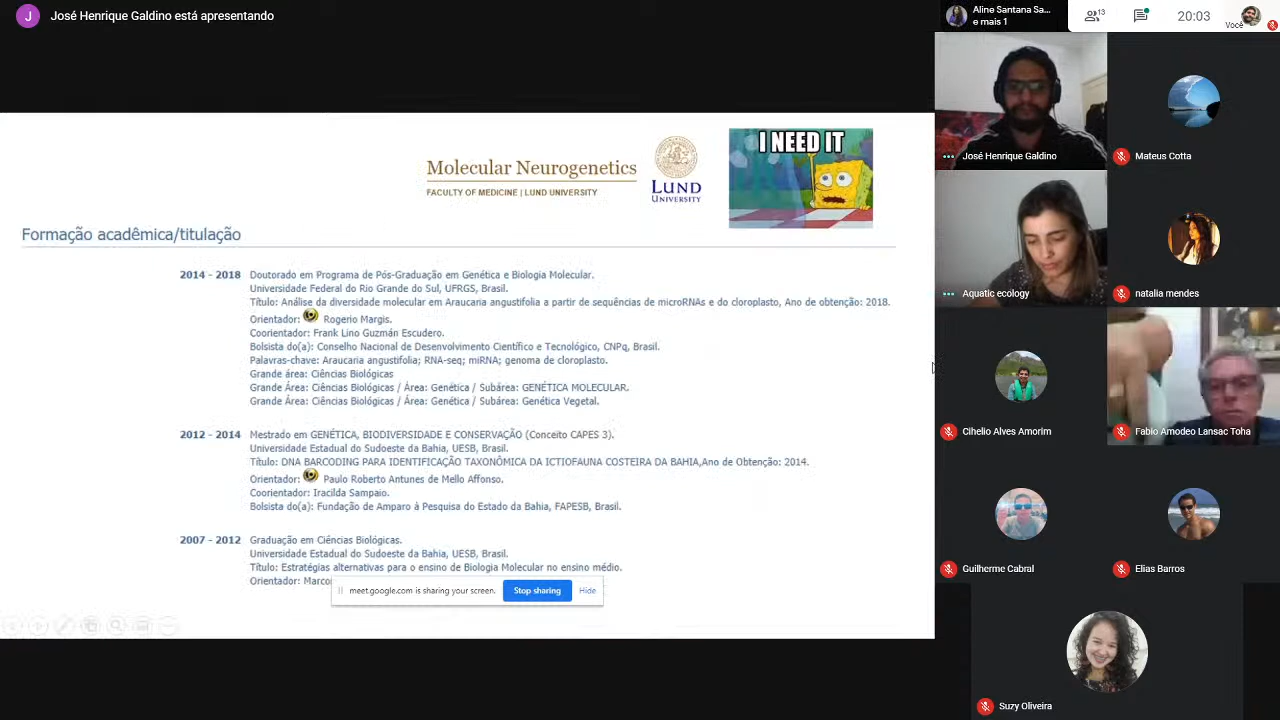 J José Henrique Galdino está apresentando
Aline Santana Sa...
e mais 1
13
20:03
Você
I NEED IT
Molecular Neurogenetics
FACULTY OF MEDICINE | LUND UNIVERSITY
LUND
UNIVERSITY
Formação acadêmica/titulação
2014 - 2018 Doutorado em Programa de Pós-Graduação em Genética e Biologia Molecular.
Universidade Federal do Rio Grande do Sul, UFRGS, Brasil.
Título: Análise da diversidade molecular em Araucaria angustifolia a partir de sequências de microRNAs e do cloroplasto, Ano de obtenção: 2018.
Orientador: Rogerio Margis.
Coorientador: Frank Lino Guzmán Escudero.
Bolsista do(a): Conselho Nacional de Desenvolvimento Científico e Tecnológico, CNPq, Brasil.
Palavras-chave: Araucaria angustifolia; RNA-seq; miRNA; genoma de cloroplasto.
Grande área: Ciências Biológicas
Grande Área: Ciências Biológicas / Área: Genética / Subárea: GENÉTICA MOLECULAR.
Grande Área: Ciências Biológicas / Área: Genética / Subárea: Genética Vegetal.
2012 - 2014 Mestrado em GENÉTICA, BIODIVERSIDADE E CONSERVAÇÃO (Conceito CAPES 3).
Universidade Estadual do Sudoeste da Bahia, UESB, Brasil.
Título: DNA BARCODING PARA IDENTIFICAÇÃO TAXONÔMICA DA ICTIOFAUNA COSTEIRA DA BAHIA,Ano de Obtenção: 2014.
Orientador: Paulo Roberto Antunes de Mello Affonso.
Coorientador: Iracilda Sampaio.
Bolsista do(a): Fundação de Amparo à Pesquisa do Estado da Bahia, FAPESB, Brasil.
2007 - 2012 Graduação em Ciências Biológicas.
Universidade Estadual do Sudoeste da Bahia, UESB, Brasil.
Título: Estratégias alternativas para o ensino de Biologia Molecular no ensino médio.
Orientador: Marco
meet.google.com is sharing your screen. Stop sharing Hide
José Henrique Galdino
Mateus Cotta
Aquatic ecology
natalia mendes
Cihelio Alves Amorim
Fabio Amodeo Lansac Toha
Guilherme Cabral
Elias Barros
Suzy Oliveira